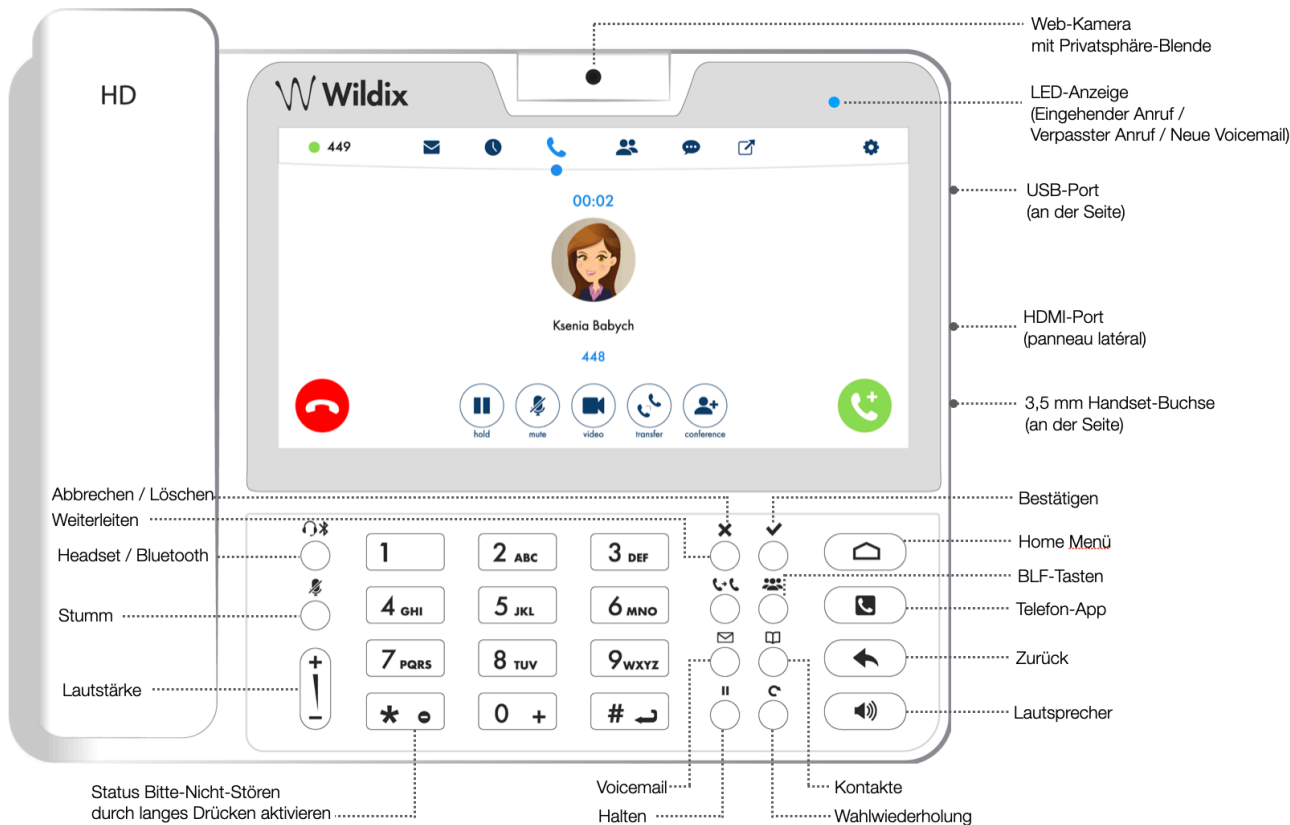 Web-Kamera
mit Privatsphäre-Blende
HD
Wildix
LED-Anzeige
(Eingehender Anruf /
Verpasster Anruf / Neue Voicemail)
449
USB-Port
(an der Seite)
00:02
Ksenia Babych
448
HDMI-Port
(panneau latéral)
3,5 mm Handset-Buchse
(an der Seite)
hold
mute
video
transfer
conference
Abbrechen / Löschen
Weiterleiten
Headset / Bluetooth
Stumm
Lautstärke
+
–
1
2 ABC
3 DEF
4 GHI
5 JKL
6 MNO
7 PQRS
8 TUV
9 WXYZ
*
0 +
#
Bestätigen
Home Menü
BLF-Tasten
Telefon-App
Zurück
Lautsprecher
Status Bitte-Nicht-Stören
durch langes Drücken aktivieren
Voicemail
Halten
Kontakte
Wahlwiederholung